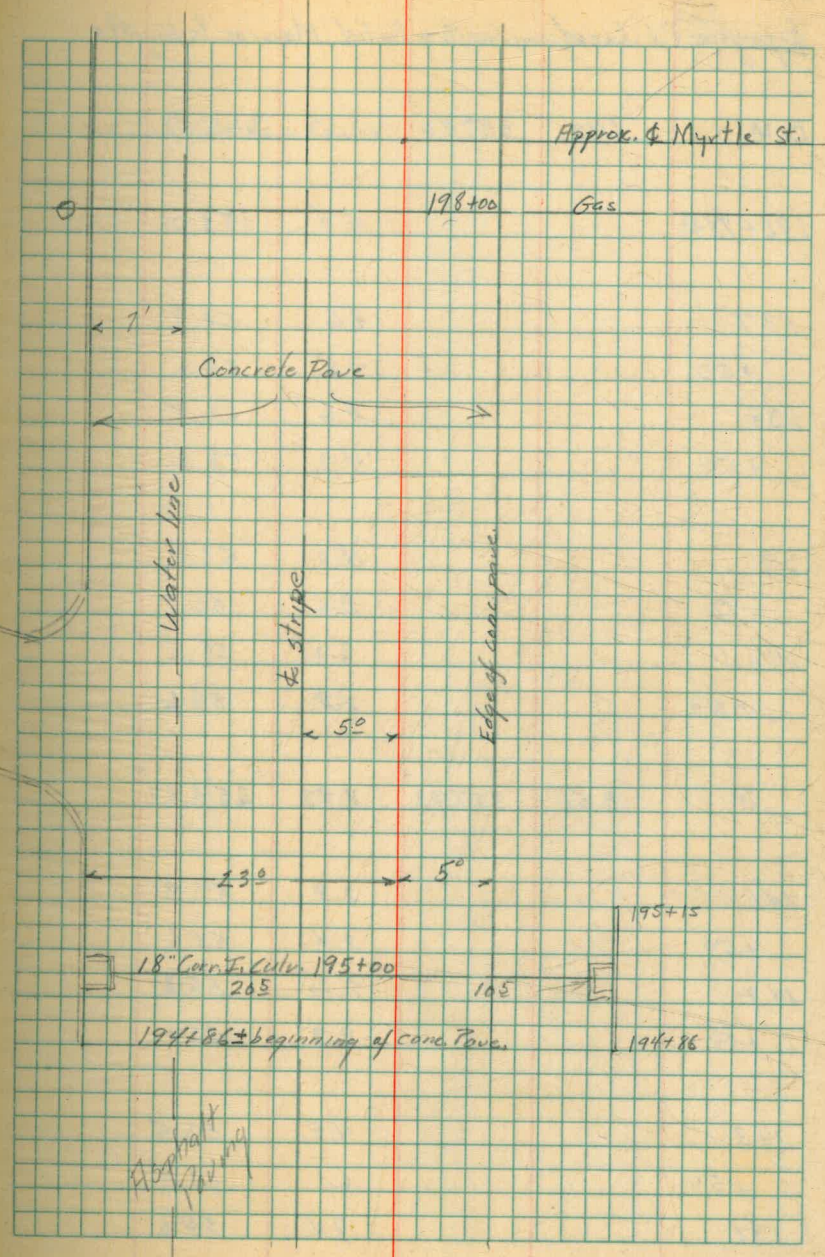 Approx. ℄ Myrtle St.
198+00 Gas
7'
Concrete Pave
Water line
℄ stripe
Edge of conc. pave.
5.0
23.0
5.0
195+15
18" Corr. I. Culv. 195+00
20.5
10.5
194+86± beginning of conc. Pave.
194+86
Asphalt
Paving